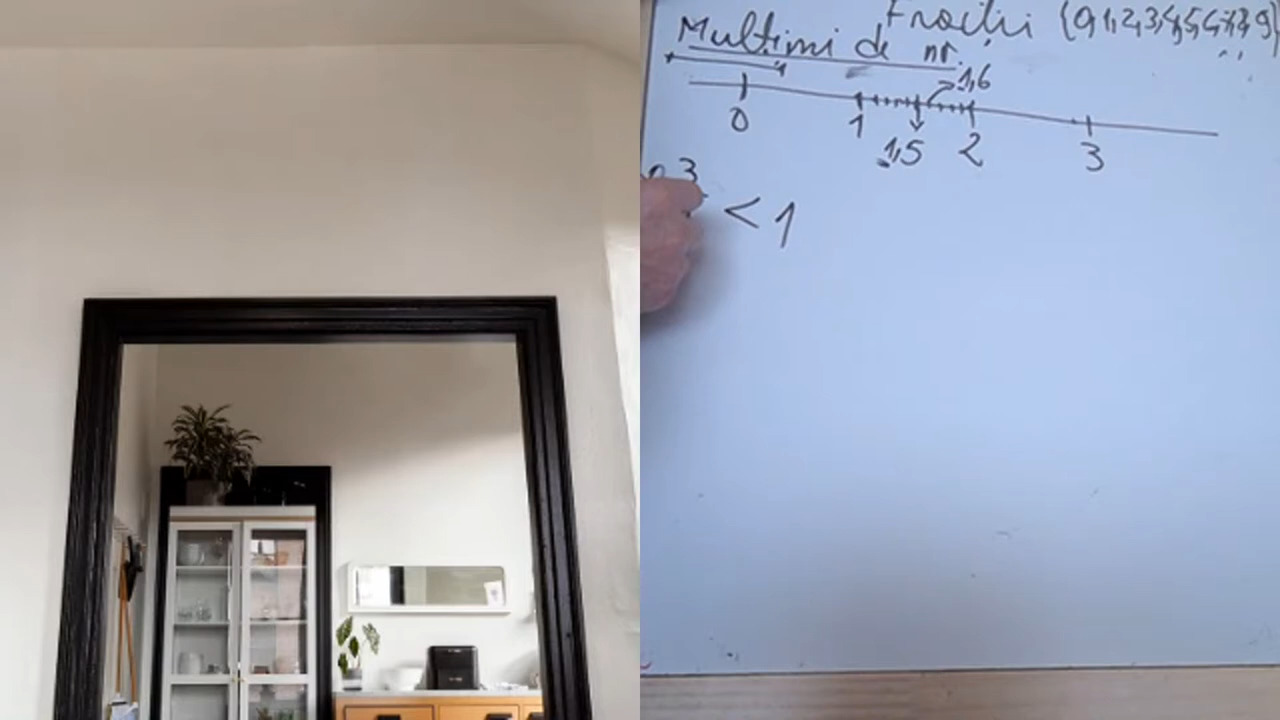 Fracții {0,1,2,3,4,5,6,7,8,9}
Mulțimi de nr.
1,6
0 1 1,5 2 3
3
< 1